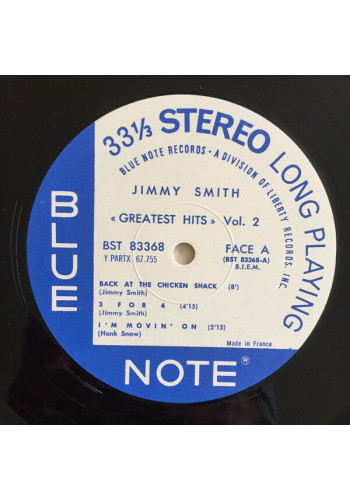 33⅓ STEREO LONG PLAYING
BLUE NOTE RECORDS • A DIVISION OF LIBERTY RECORDS, INC.
JIMMY SMITH
« GREATEST HITS » Vol. 2
BST 83368 FACE A
Y PARTX 67.755 (BST 83368-A)
B.I.E.M.
BACK AT THE CHICKEN SHACK (8')
(Jimmy Smith)
3 FOR 4 (4'15)
(Jimmy Smith)
I'M MOVIN' ON (5'15)
(Hank Snow)
Made in France
BLUE
NOTE®